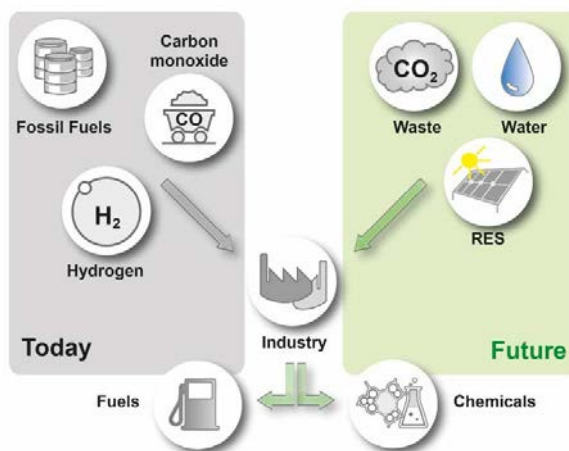 Carbon
monoxide
CO
Fossil Fuels
H2
Hydrogen
Today
CO2
Waste
Water
RES
Future
Industry
Fuels
Chemicals